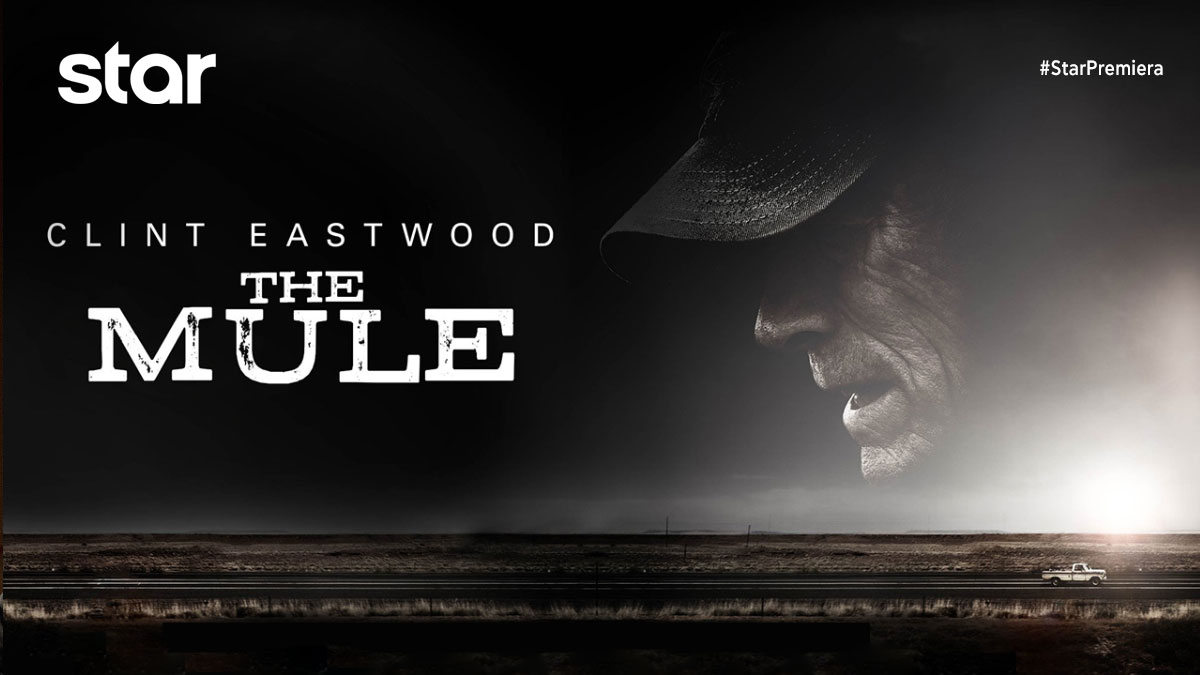 star
#StarPremiera
CLINT EASTWOOD
THE
MULE